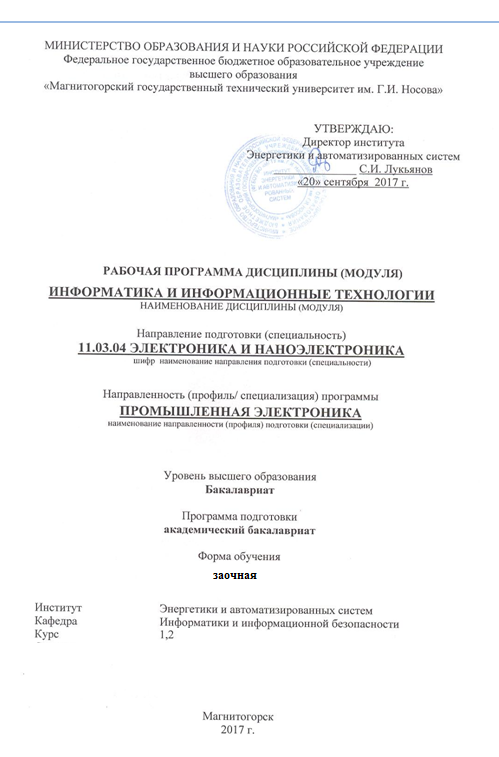 МИНИСТЕРСТВО ОБРАЗОВАНИЯ И НАУКИ РОССИЙСКОЙ ФЕДЕРАЦИИ
Федеральное государственное бюджетное образовательное учреждение
высшего образования
«Магнитогорский государственный технический университет им. Г.И. Носова»
УТВЕРЖДАЮ:
Директор института
Энергетики и автоматизированных систем
С.И. Лукьянов
«20» сентября 2017 г.
ЭНЕРГЕТИКИ
И АВТОМАТИЗИ-
РОВАННЫХ
СИСТЕМ
РАБОЧАЯ ПРОГРАММА ДИСЦИПЛИНЫ (МОДУЛЯ)
ИНФОРМАТИКА И ИНФОРМАЦИОННЫЕ ТЕХНОЛОГИИ
НАИМЕНОВАНИЕ ДИСЦИПЛИНЫ (МОДУЛЯ)
Направление подготовки (специальность)
11.03.04 ЭЛЕКТРОНИКА И НАНОЭЛЕКТРОНИКА
шифр наименование направления подготовки (специальности)
Направленность (профиль/ специализация) программы
ПРОМЫШЛЕННАЯ ЭЛЕКТРОНИКА
наименование направленности (профиля) подготовки (специализации)
Уровень высшего образования
Бакалавриат
Программа подготовки
академический бакалавриат
Форма обучения
заочная
Институт Энергетики и автоматизированных систем
Кафедра Информатики и информационной безопасности
Курс 1,2
Магнитогорск
2017 г.